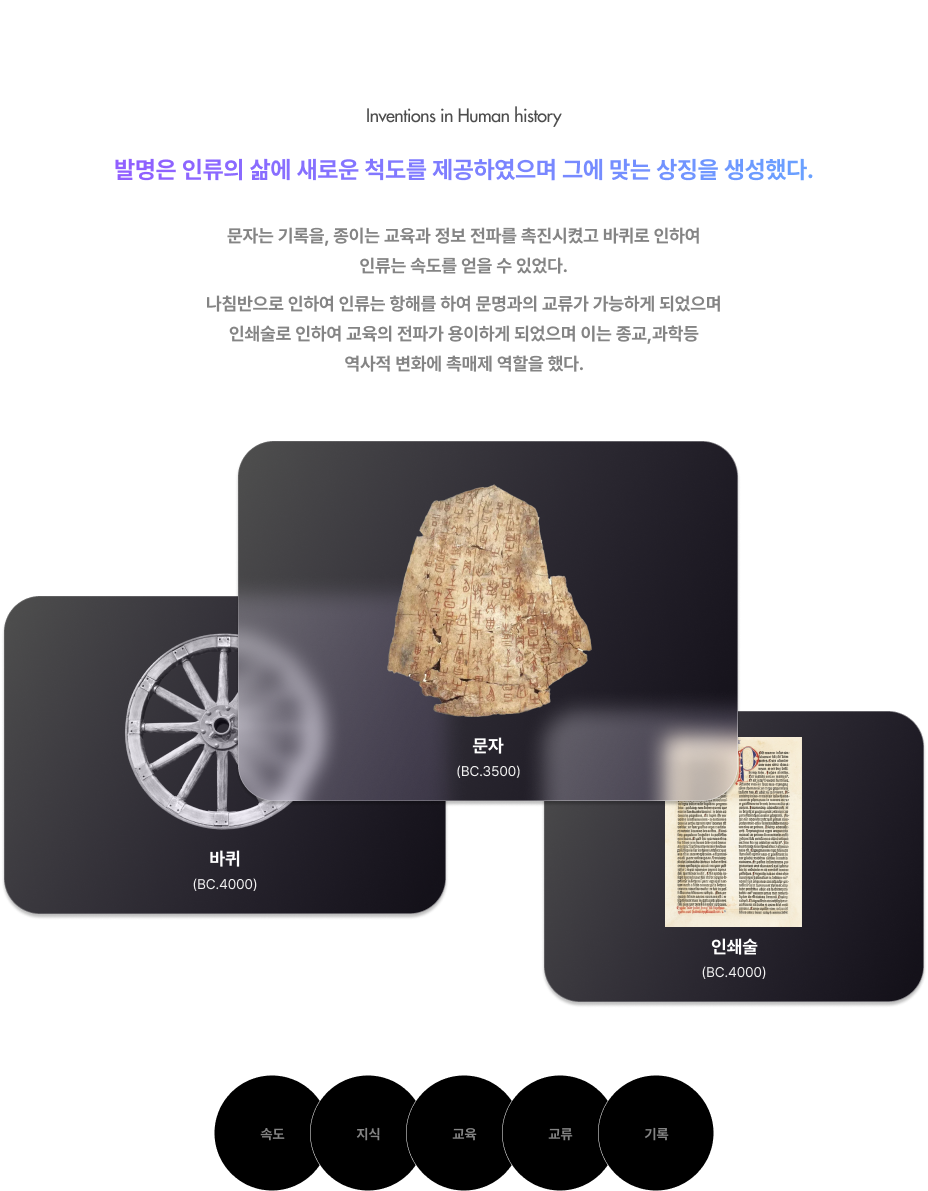 Inventions in Human history
발명은 인류의 삶에 새로운 척도를 제공하였으며 그에 맞는 상징을 생성했다.
문자는 기록을, 종이는 교육과 정보 전파를 촉진시켰고 바퀴로 인하여
인류는 속도를 얻을 수 있었다.
나침반으로 인하여 인류는 항해를 하여 문명과의 교류가 가능하게 되었으며
인쇄술로 인하여 교육의 전파가 용이하게 되었으며 이는 종교,과학등
역사적 변화에 촉매제 역할을 했다.
문자
(BC.3500)
바퀴
(BC.4000)
인쇄술
(BC.4000)
속도
지식
교육
교류
기록